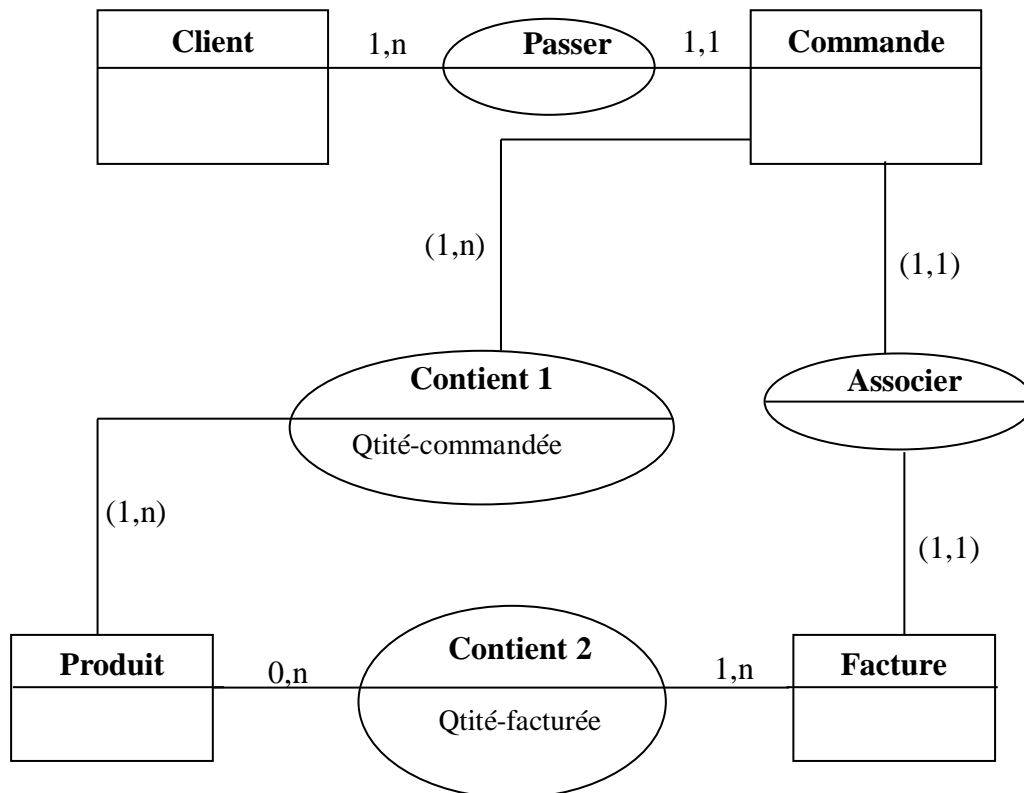 Client 1,n Passer 1,1 Commande
(1,n)
(1,1)
Contient 1
Associer
Qtité-commandée
(1,n)
(1,1)
Produit 0,n Contient 2 1,n Facture
Qtité-facturée